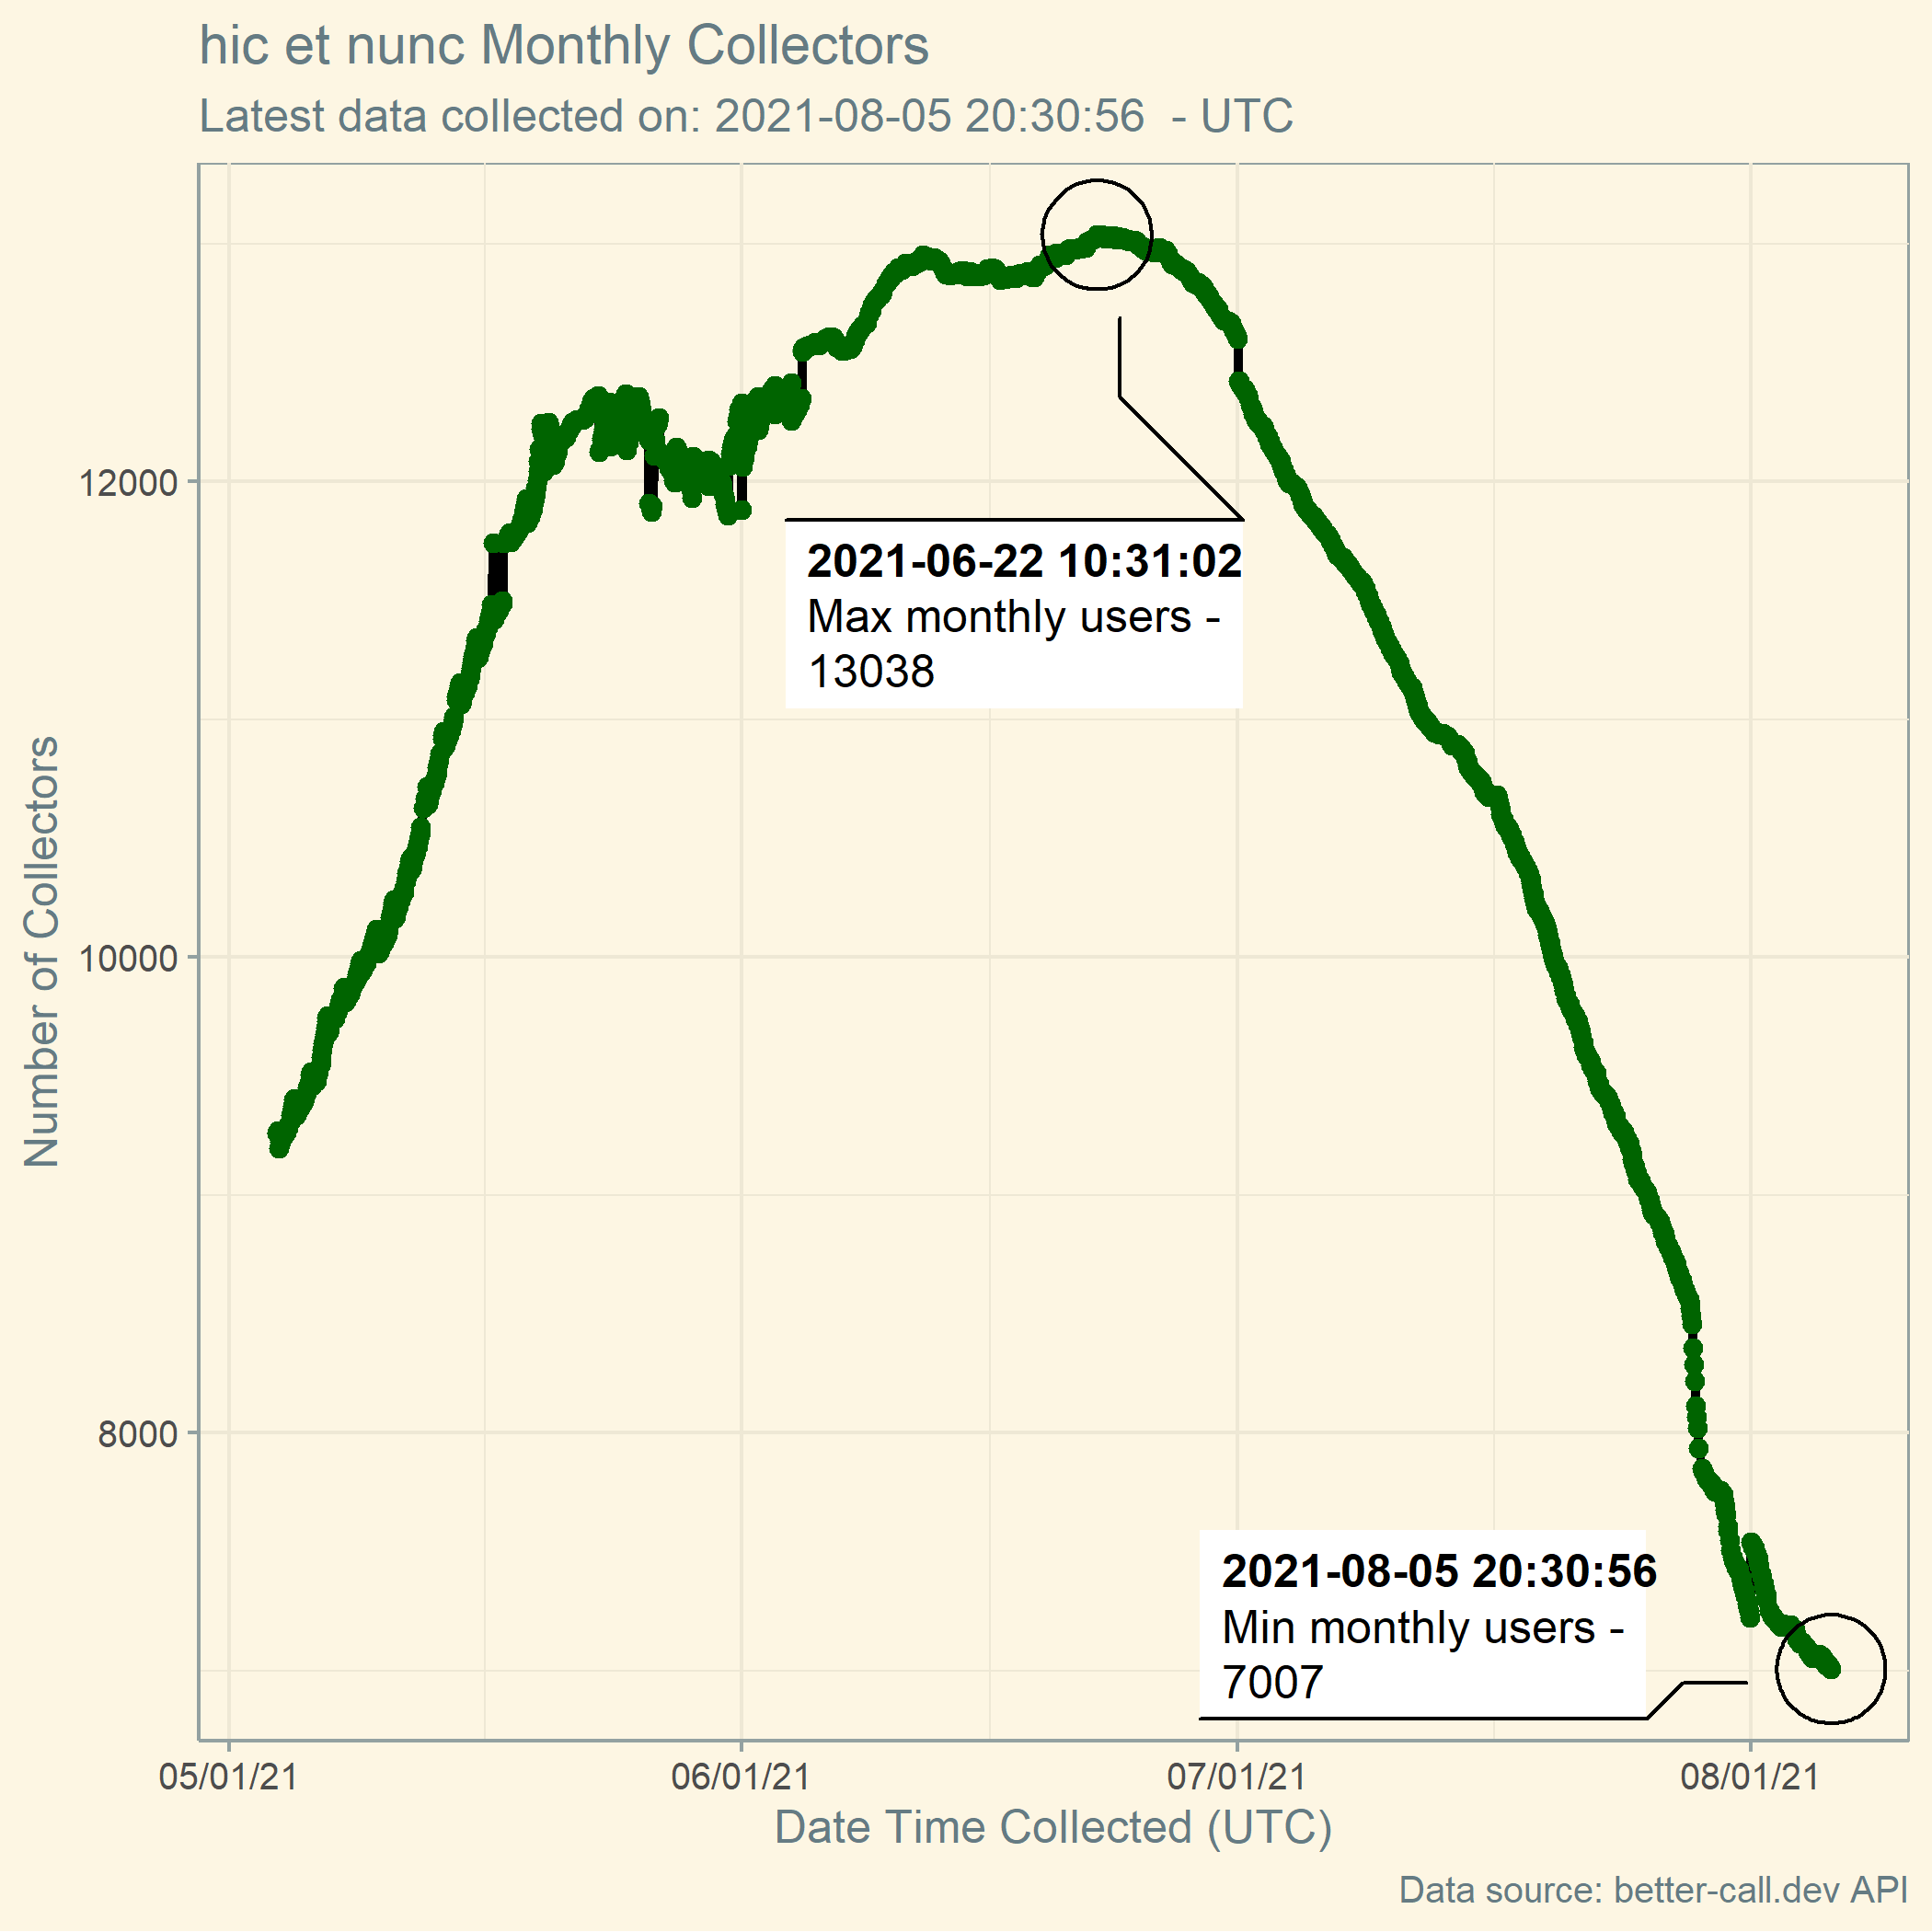 hic et nunc Monthly Collectors
Latest data collected on: 2021-08-05 20:30:56  - UTC
Number of Collectors
12000
10000
8000
2021-06-22 10:31:02
Max monthly users -
13038
2021-08-05 20:30:56
Min monthly users -
7007
05/01/21
06/01/21
07/01/21
08/01/21
Date Time Collected (UTC)
Data source: better-call.dev API